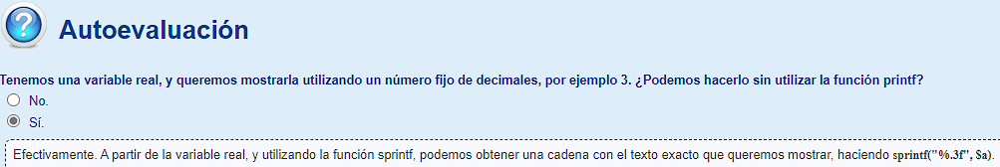 Autoevaluación
Tenemos una variable real, y queremos mostrarla utilizando un número fijo de decimales, por ejemplo 3. ¿Podemos hacerlo sin utilizar la función printf?
No.
Sí.
Efectivamente. A partir de la variable real, y utilizando la función sprintf, podemos obtener una cadena con el texto exacto que queremos mostrar, haciendo sprintf("%.3f", $a).